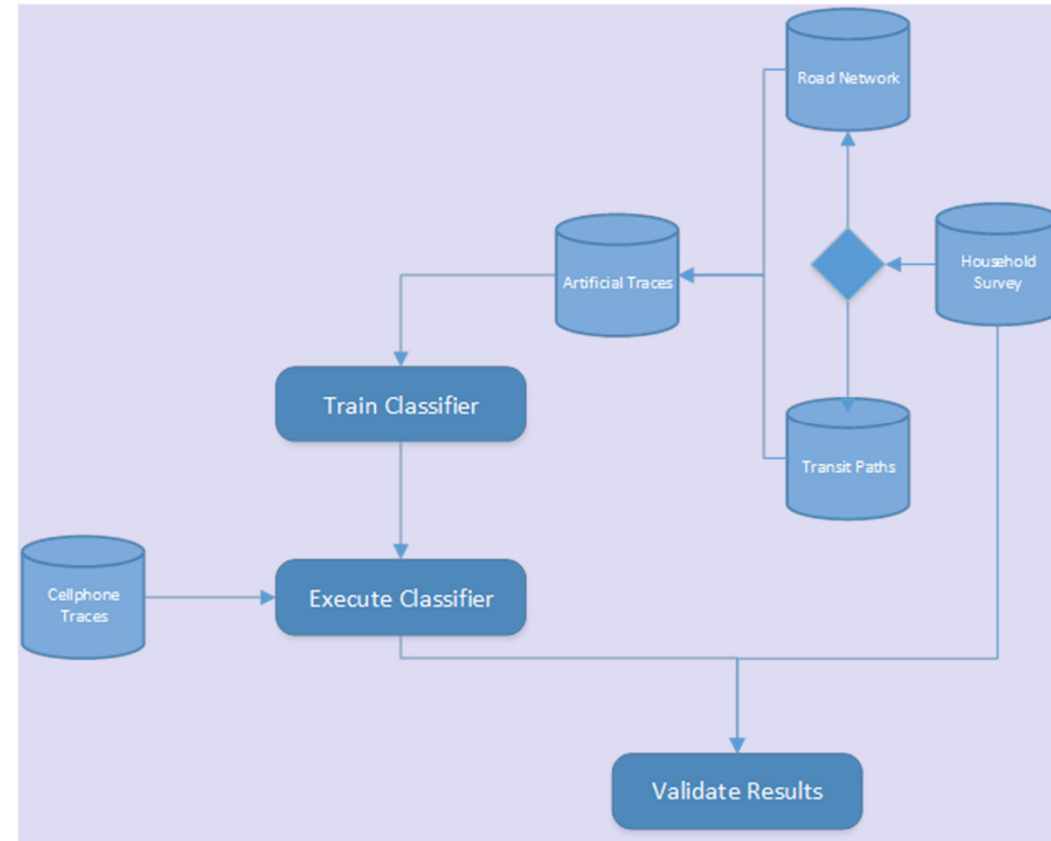 Road Network
Household
Survey
Artificial Traces
Train Classifier
Transit Paths
Cellphone
Traces
Execute Classifier
Validate Results